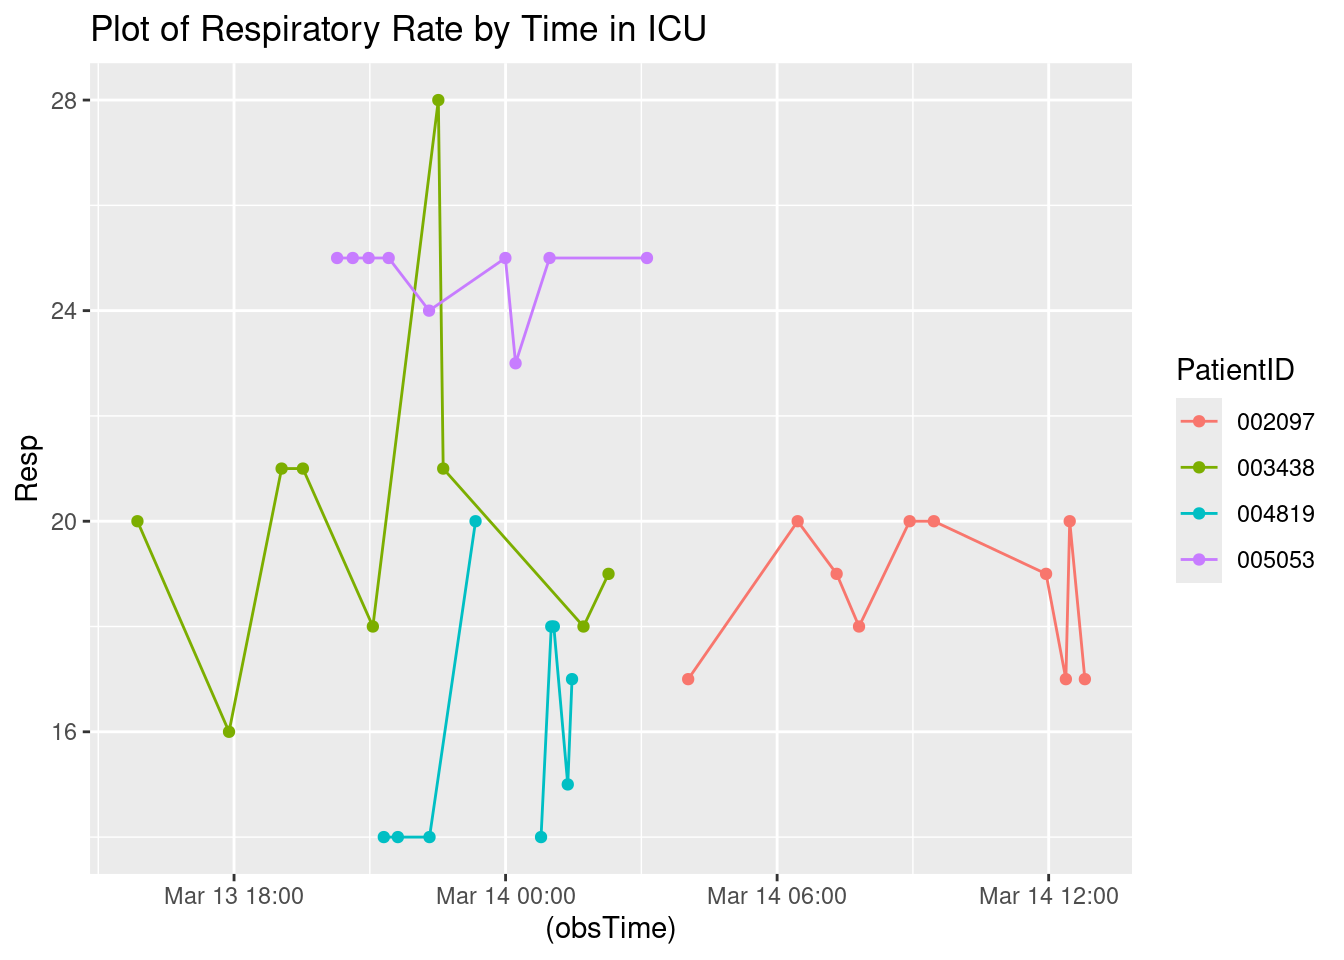 Plot of Respiratory Rate by Time in ICU
28
24
20
16
Resp
Mar 13 18:00
Mar 14 00:00
Mar 14 06:00
Mar 14 12:00
(obsTime)
PatientID
002097
003438
004819
005053